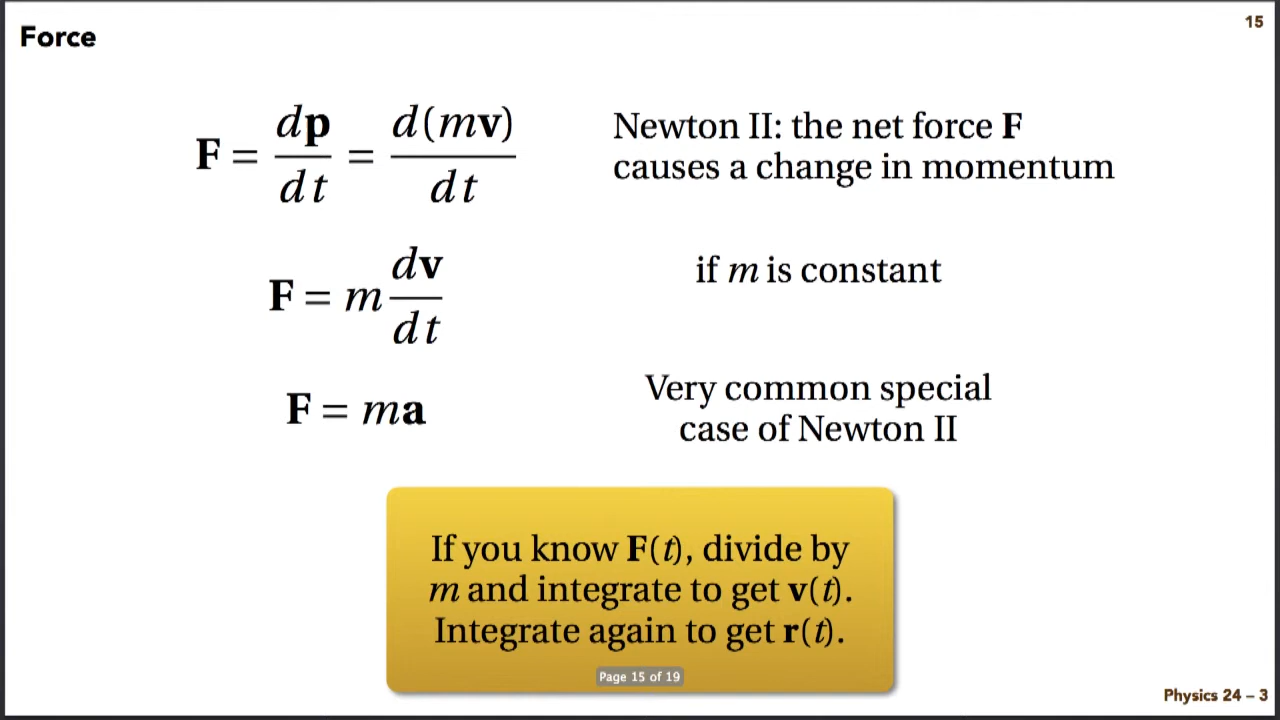 Force
15
F = dp/dt = d(mv)/dt
Newton II: the net force F
causes a change in momentum
F = m dv/dt
if m is constant
F = ma
Very common special
case of Newton II
If you know F(t), divide by
m and integrate to get v(t).
Integrate again to get r(t).
Page 15 of 19
Physics 24 – 3